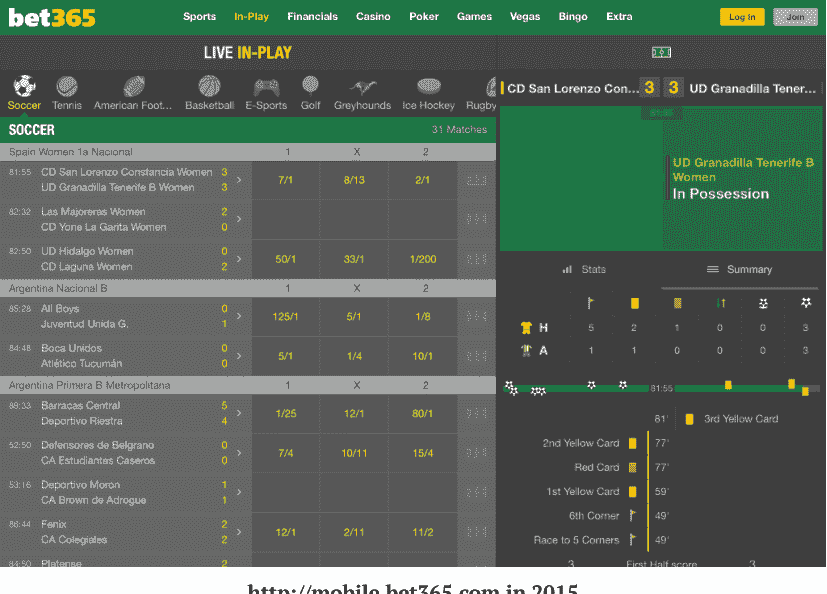 bet365 Sports In-Play Financials Casino Poker Games Vegas Bingo Extra Log In Join
LIVE IN-PLAY
Soccer Tennis American Foot... Basketball E-Sports Golf Greyhounds Ice Hockey Rugby
SOCCER 31 Matches
Spain Women 1a Nacional 1 X 2
81:55 CD San Lorenzo Constancia Women 3 7/1 8/13 2/1
UD Granadilla Tenerife B Women 3
82:32 Las Majoreras Women 2
CD Yone La Garita Women 0
82:50 UD Hidalgo Women 0 50/1 33/1 1/200
CD Laguna Women 2
Argentina Nacional B 1 X 2
85:28 All Boys 0 125/1 5/1 1/8
Juventud Unida G. 1
84:48 Boca Unidos 0 5/1 1/4 10/1
Atlético Tucumán 0
Argentina Primera B Metropolitana 1 X 2
Barracas Central 5 1/25 12/1 80/1
Deportivo Riestra 4
52:50 Defensores de Belgrano 0 7/4 10/11 15/4
CA Estudiantes Caseros 0
53:16 Deportivo Moron 1
CA Brown de Adrogue 1
86:44 Fenix 2 12/1 2/11 11/2
CA Colegiales 2
84:50 Platense 2
CD San Lorenzo Con... 3 3 UD Granadilla Tener...
UD Granadilla Tenerife B
Women
In Possession
Stats Summary
H 5 2 1 0 0 3
A 1 1 0 0 0 3
81:55
81' 3rd Yellow Card
2nd Yellow Card 77'
Red Card 77'
1st Yellow Card 59'
6th Corner 49'
Race to 5 Corners 49'
3 First Half score 3
http://mobile.bet365.com in 2015